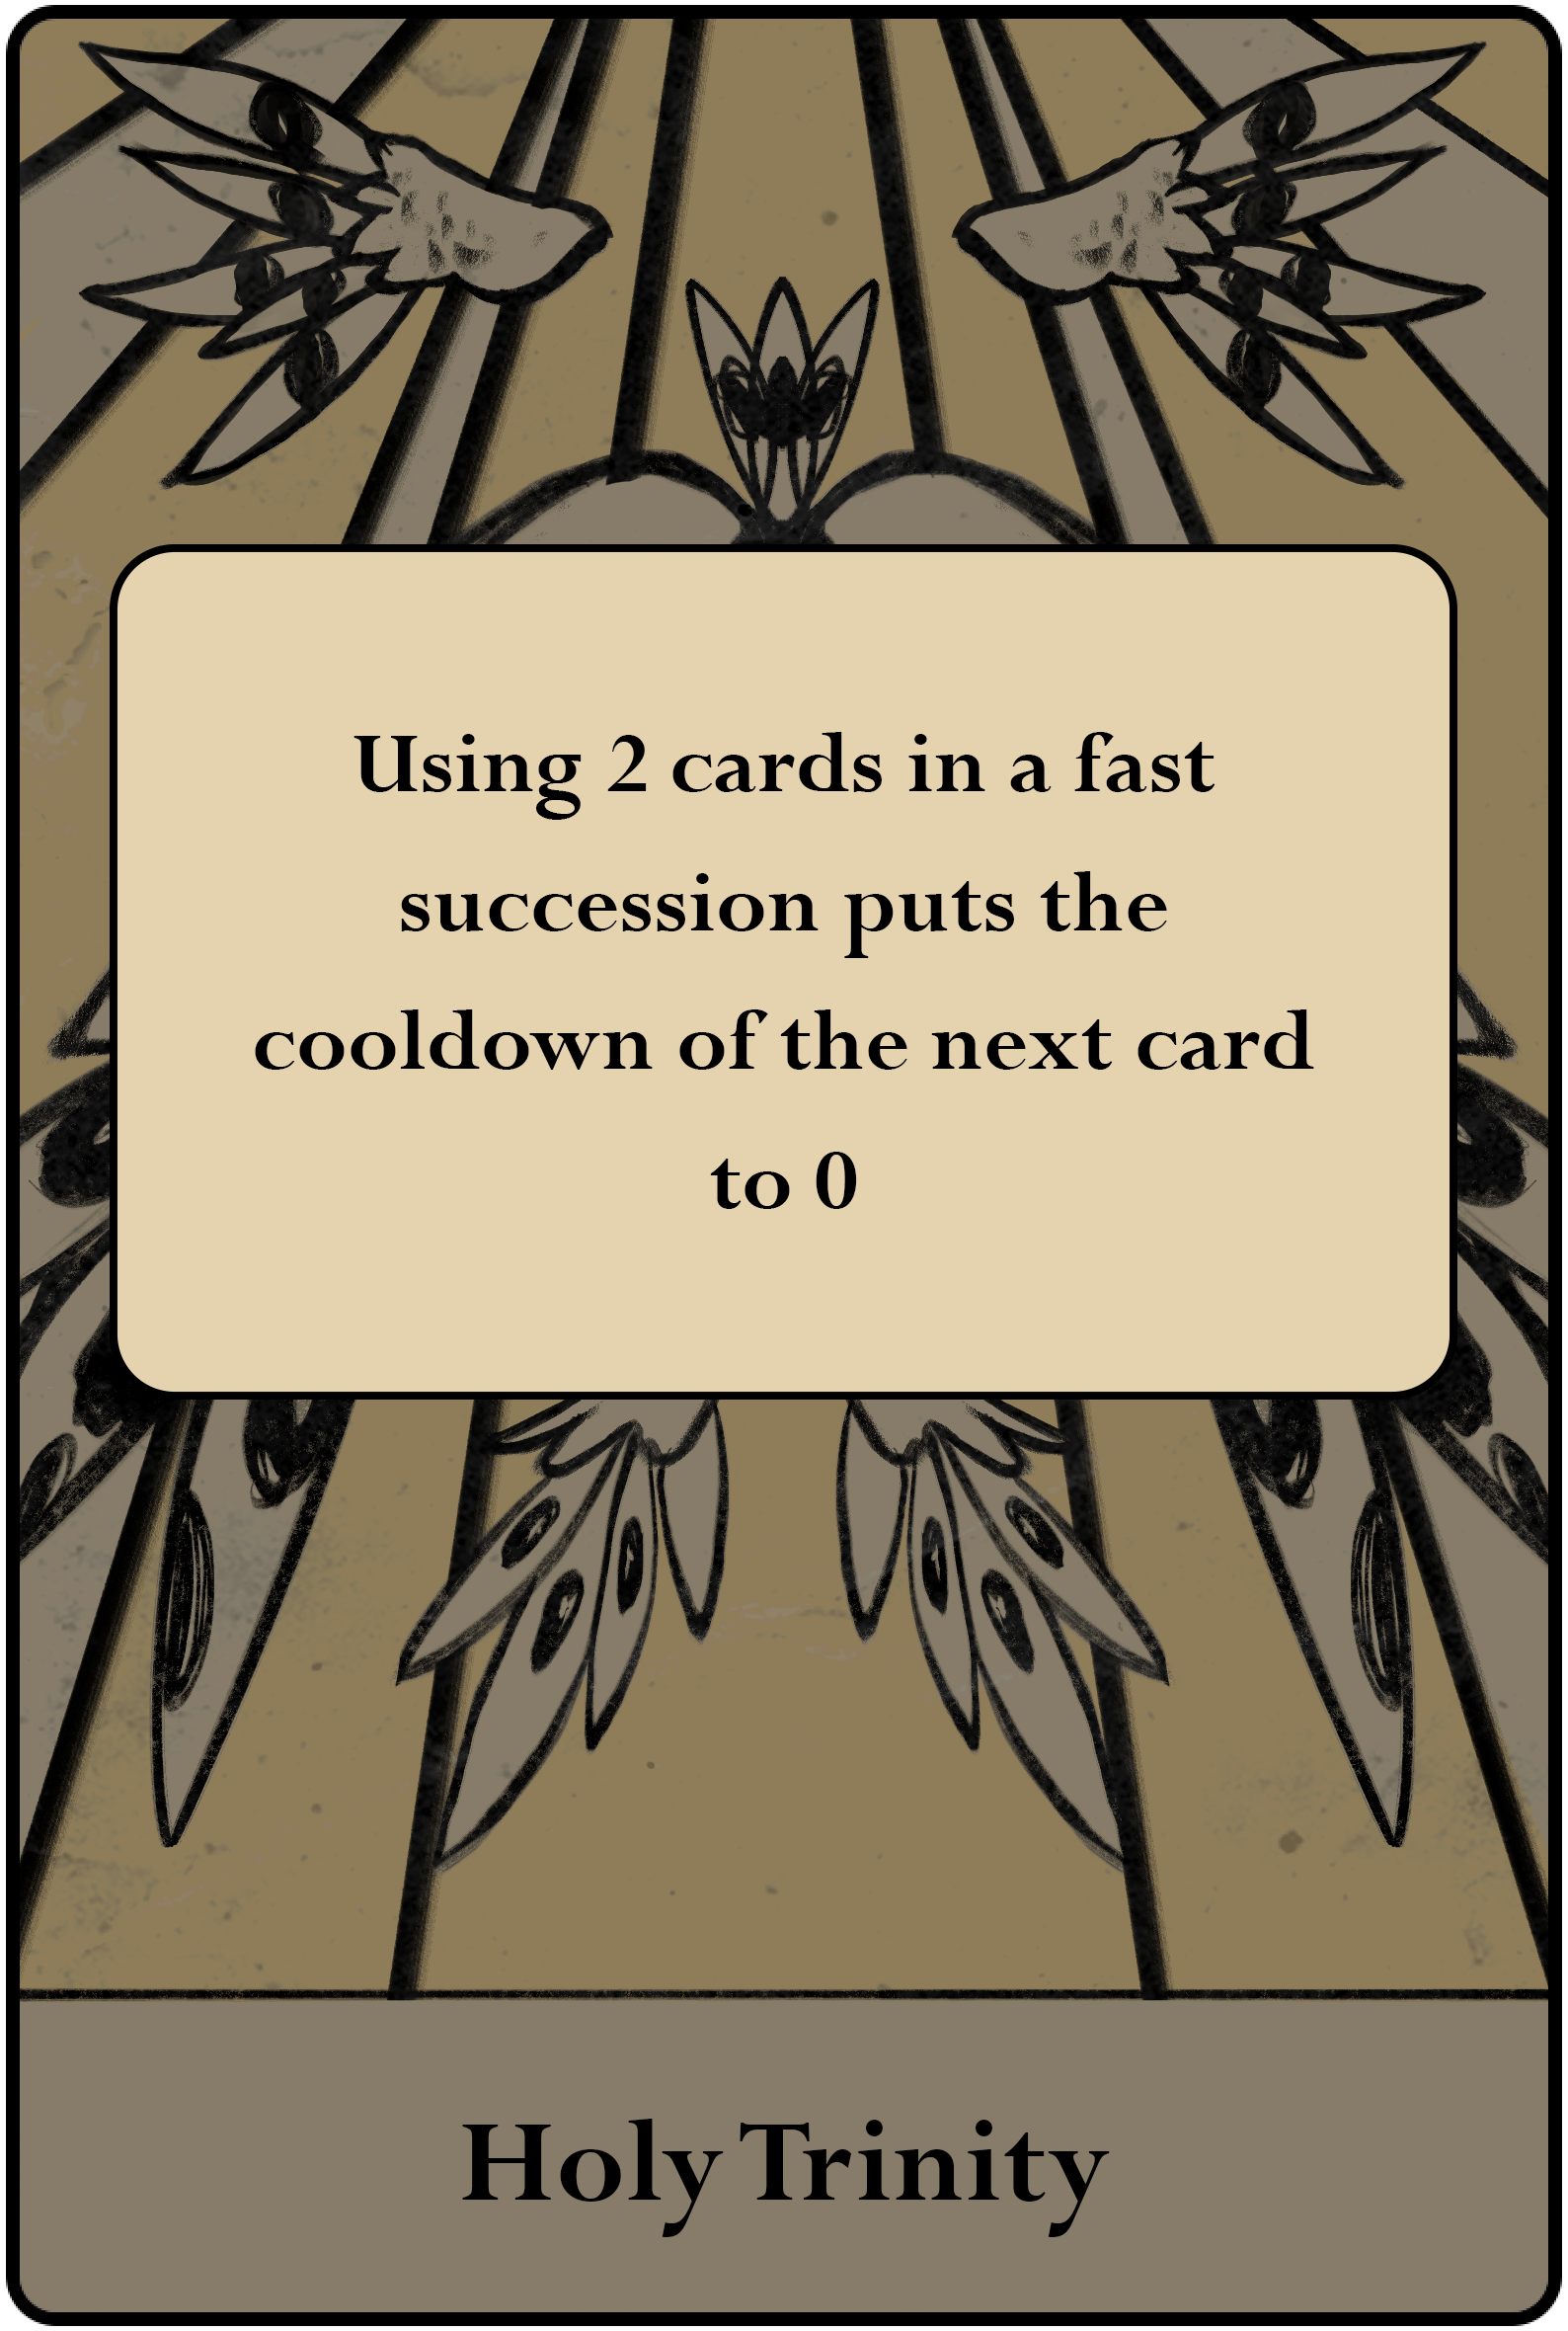 Using 2 cards in a fast
succession puts the
cooldown of the next card
to 0
Holy Trinity